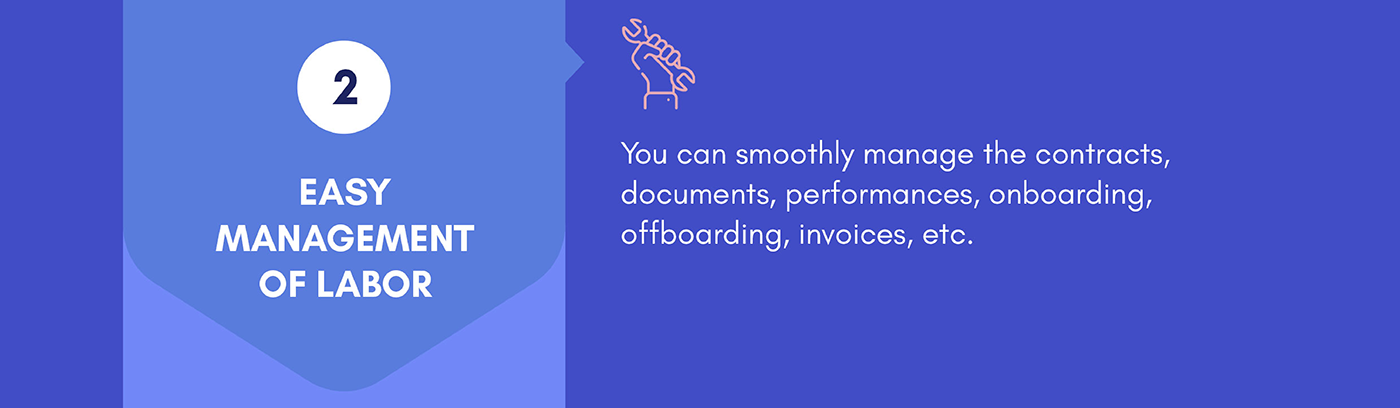 2
EASY
MANAGEMENT
OF LABOR
You can smoothly manage the contracts,
documents, performances, onboarding,
offboarding, invoices, etc.